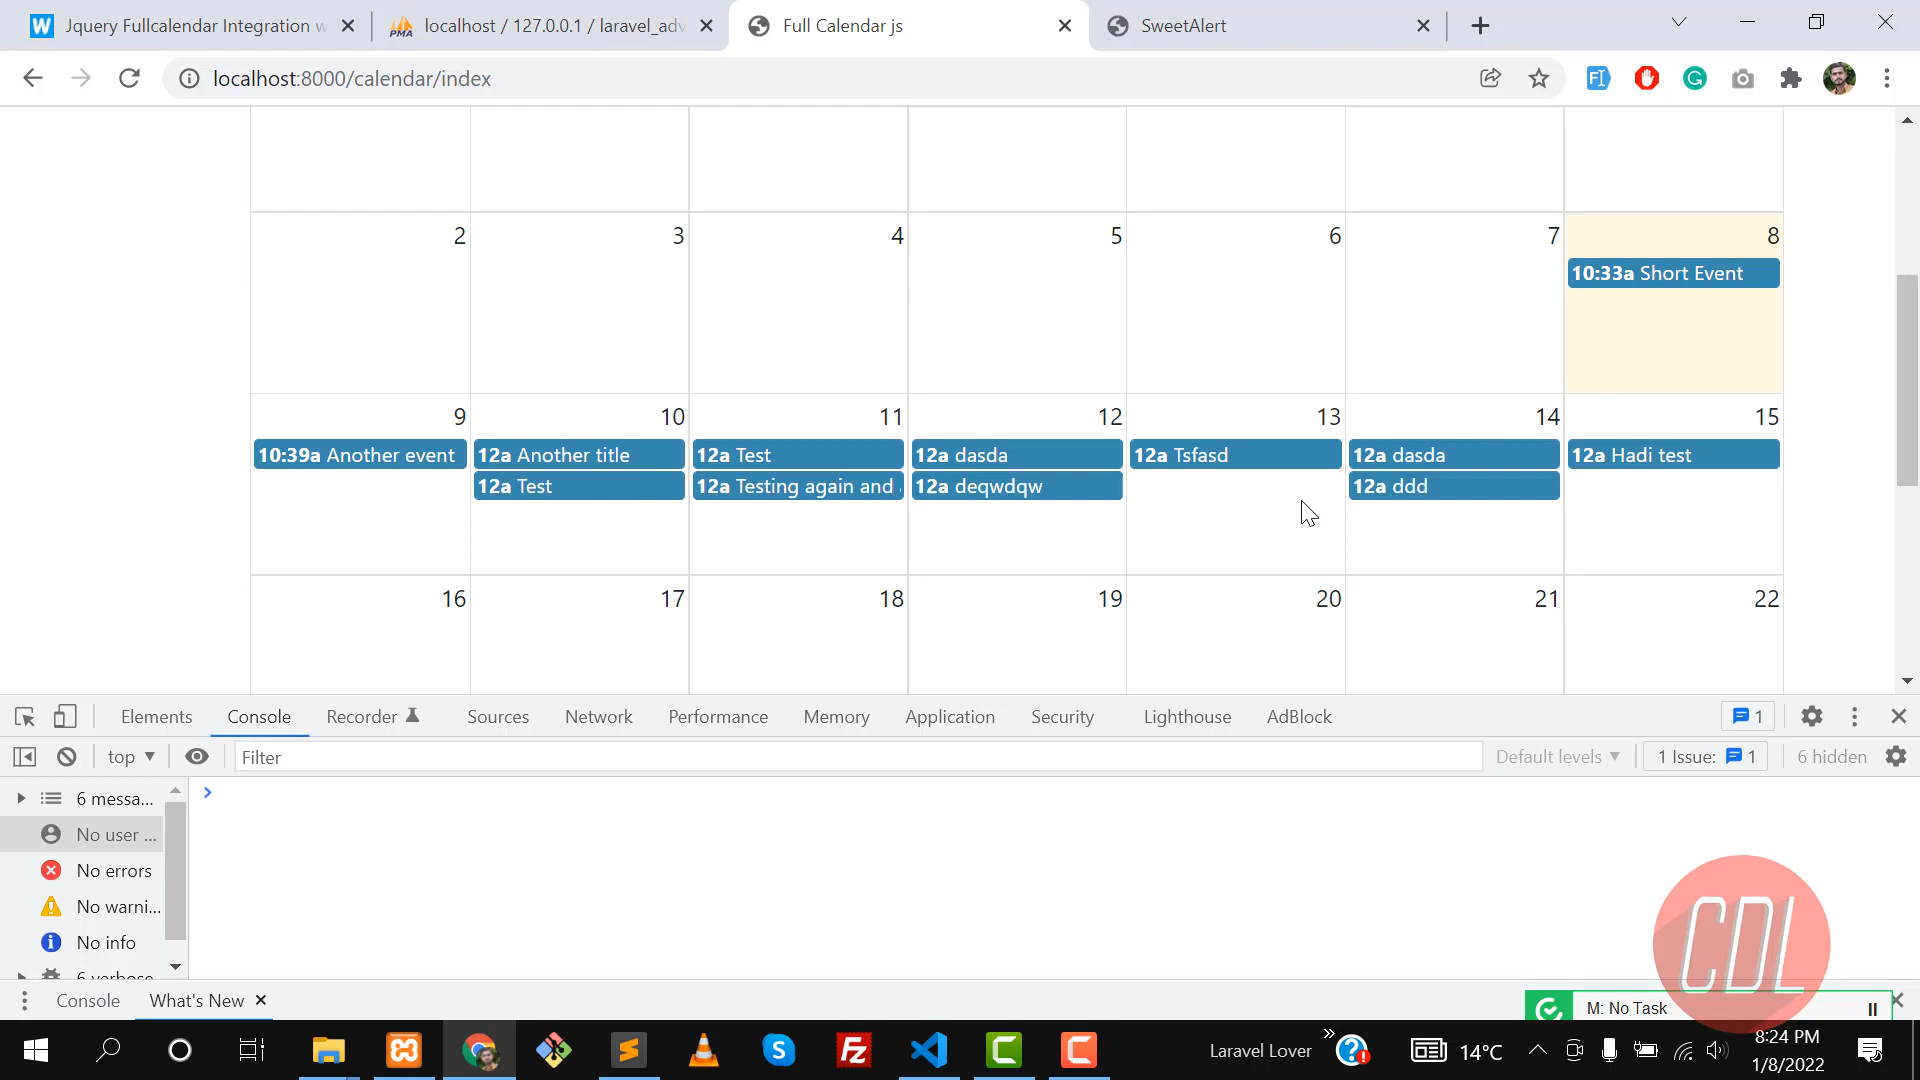 Jquery Fullcalendar Integration w
localhost / 127.0.0.1 / laravel_adv
Full Calendar js
SweetAlert
localhost:8000/calendar/index
2 3 4 5 6 7 8
10:33a Short Event
9 10 11 12 13 14 15
10:39a Another event 12a Another title 12a Test 12a dasda 12a Tsfasd 12a dasda 12a Hadi test
12a Test 12a Testing again and 12a deqwdqw 12a ddd
16 17 18 19 20 21 22
Elements Console Recorder Sources Network Performance Memory Application Security Lighthouse AdBlock 1
top Filter Default levels 1 Issue: 1 6 hidden
6 messa...
No user ...
No errors
No warni...
No info
6 verbose
Console What's New
CDL
M: No Task
Laravel Lover 14°C
8:24 PM
1/8/2022